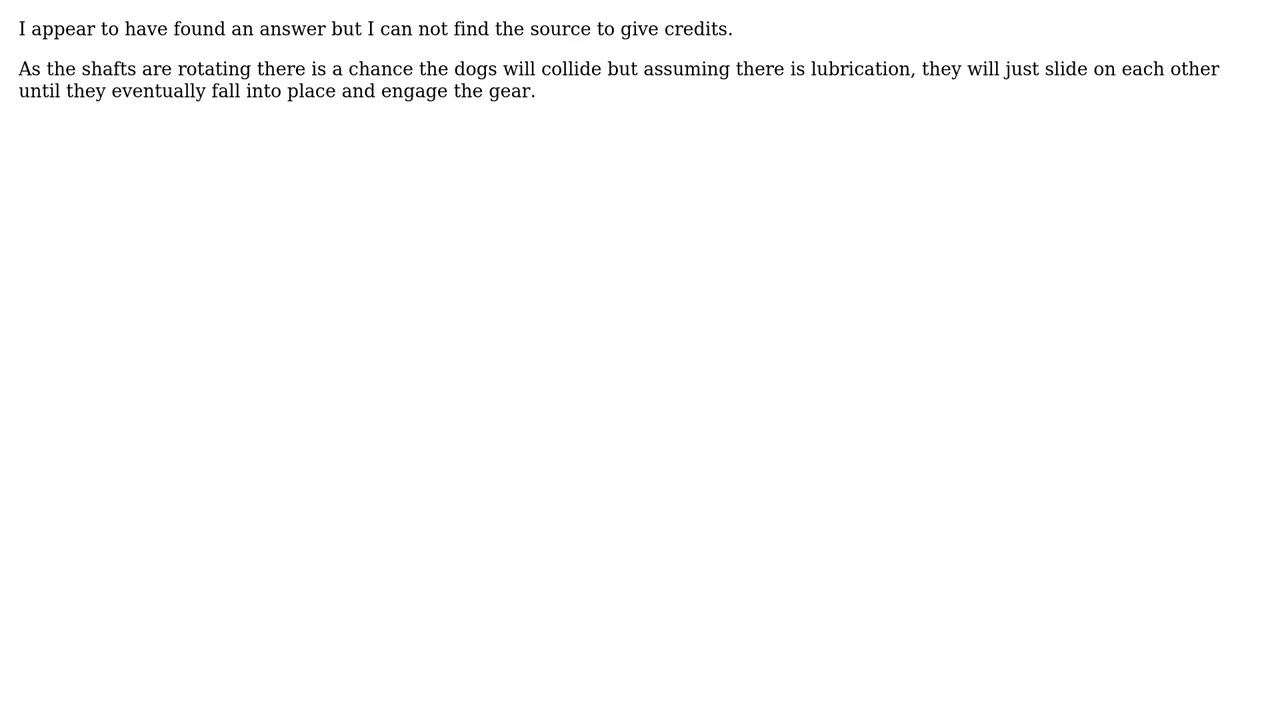 I appear to have found an answer but I can not find the source to give credits.
As the shafts are rotating there is a chance the dogs will collide but assuming there is lubrication, they will just slide on each other
until they eventually fall into place and engage the gear.